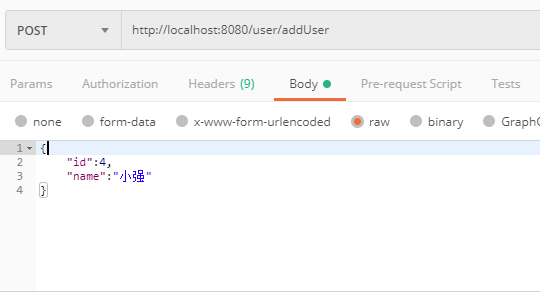 POST http://localhost:8080/user/addUser
Params Authorization Headers (9) Body Pre-request Script Tests
none form-data x-www-form-urlencoded raw binary GraphQ
1 {
2 "id":4,
3 "name":"小强"
4 }